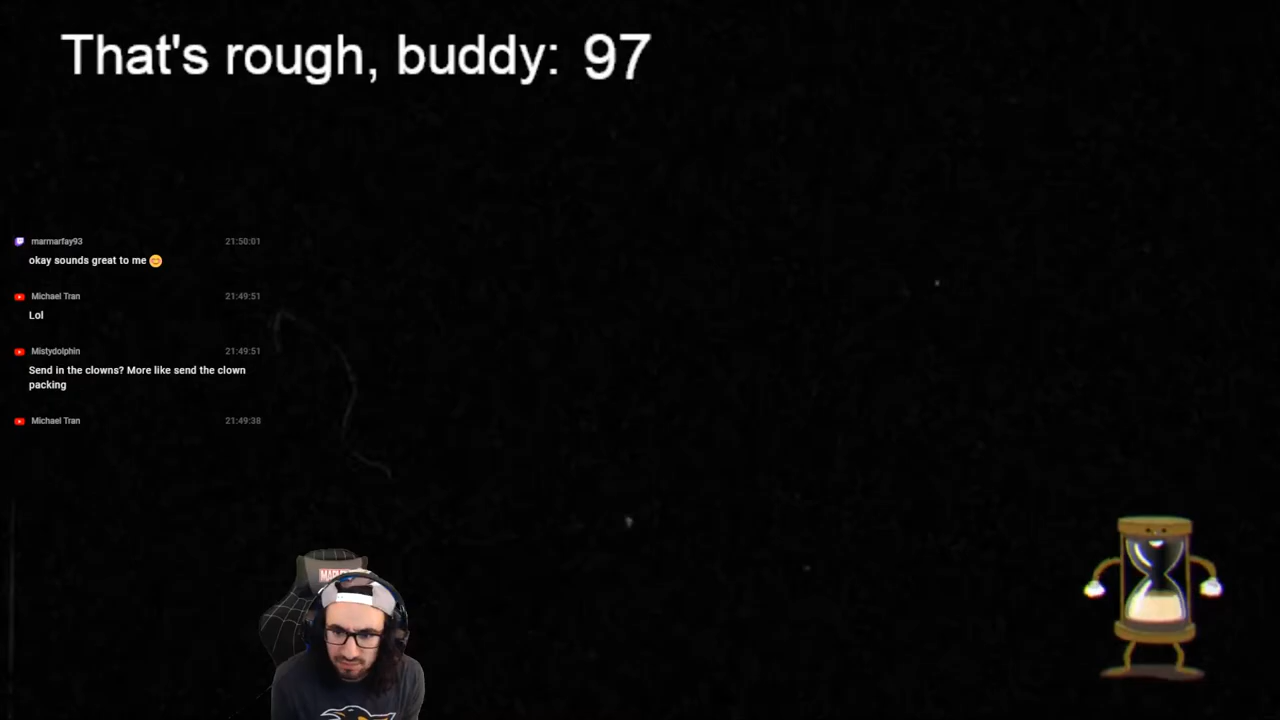 That's rough, buddy: 97
marmarfay93 21:50:01
okay sounds great to me 😊
Michael Tran 21:49:51
Lol
Mistydolphin 21:49:51
Send in the clowns? More like send the clown
packing
Michael Tran 21:49:38